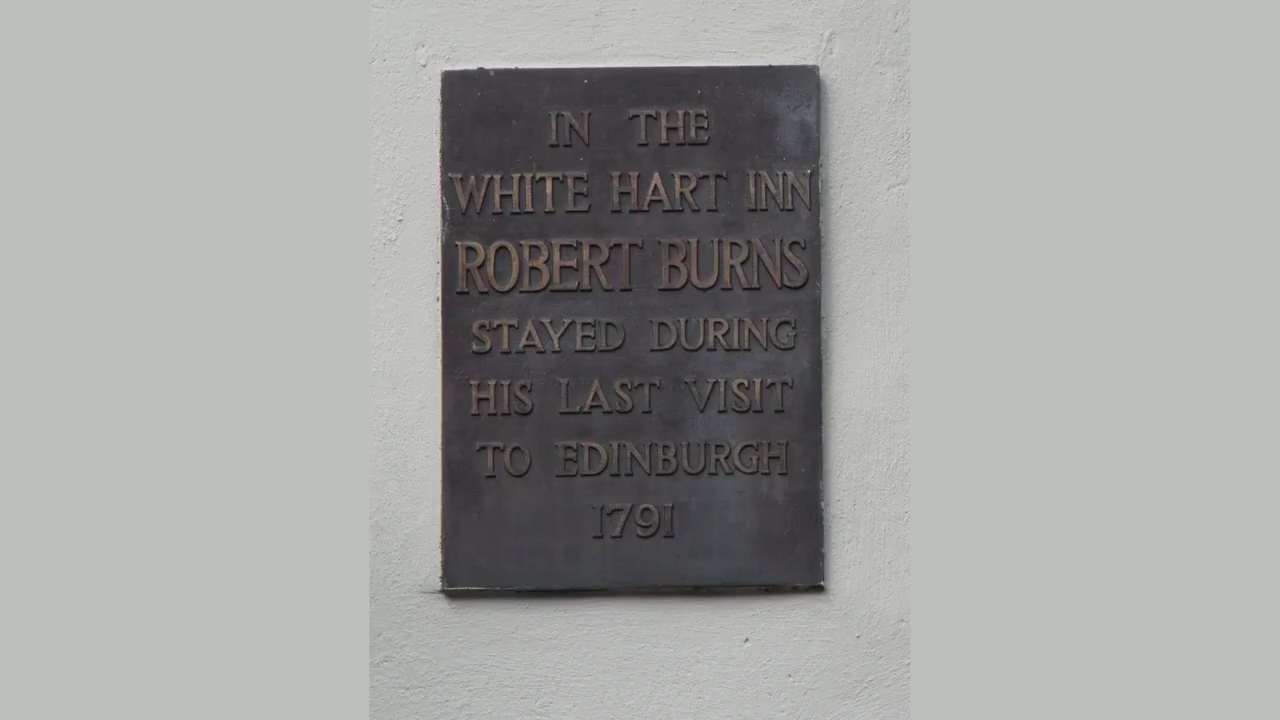 IN THE
WHITE HART INN
ROBERT BURNS
STAYED DURING
HIS LAST VISIT
TO EDINBURGH
1791